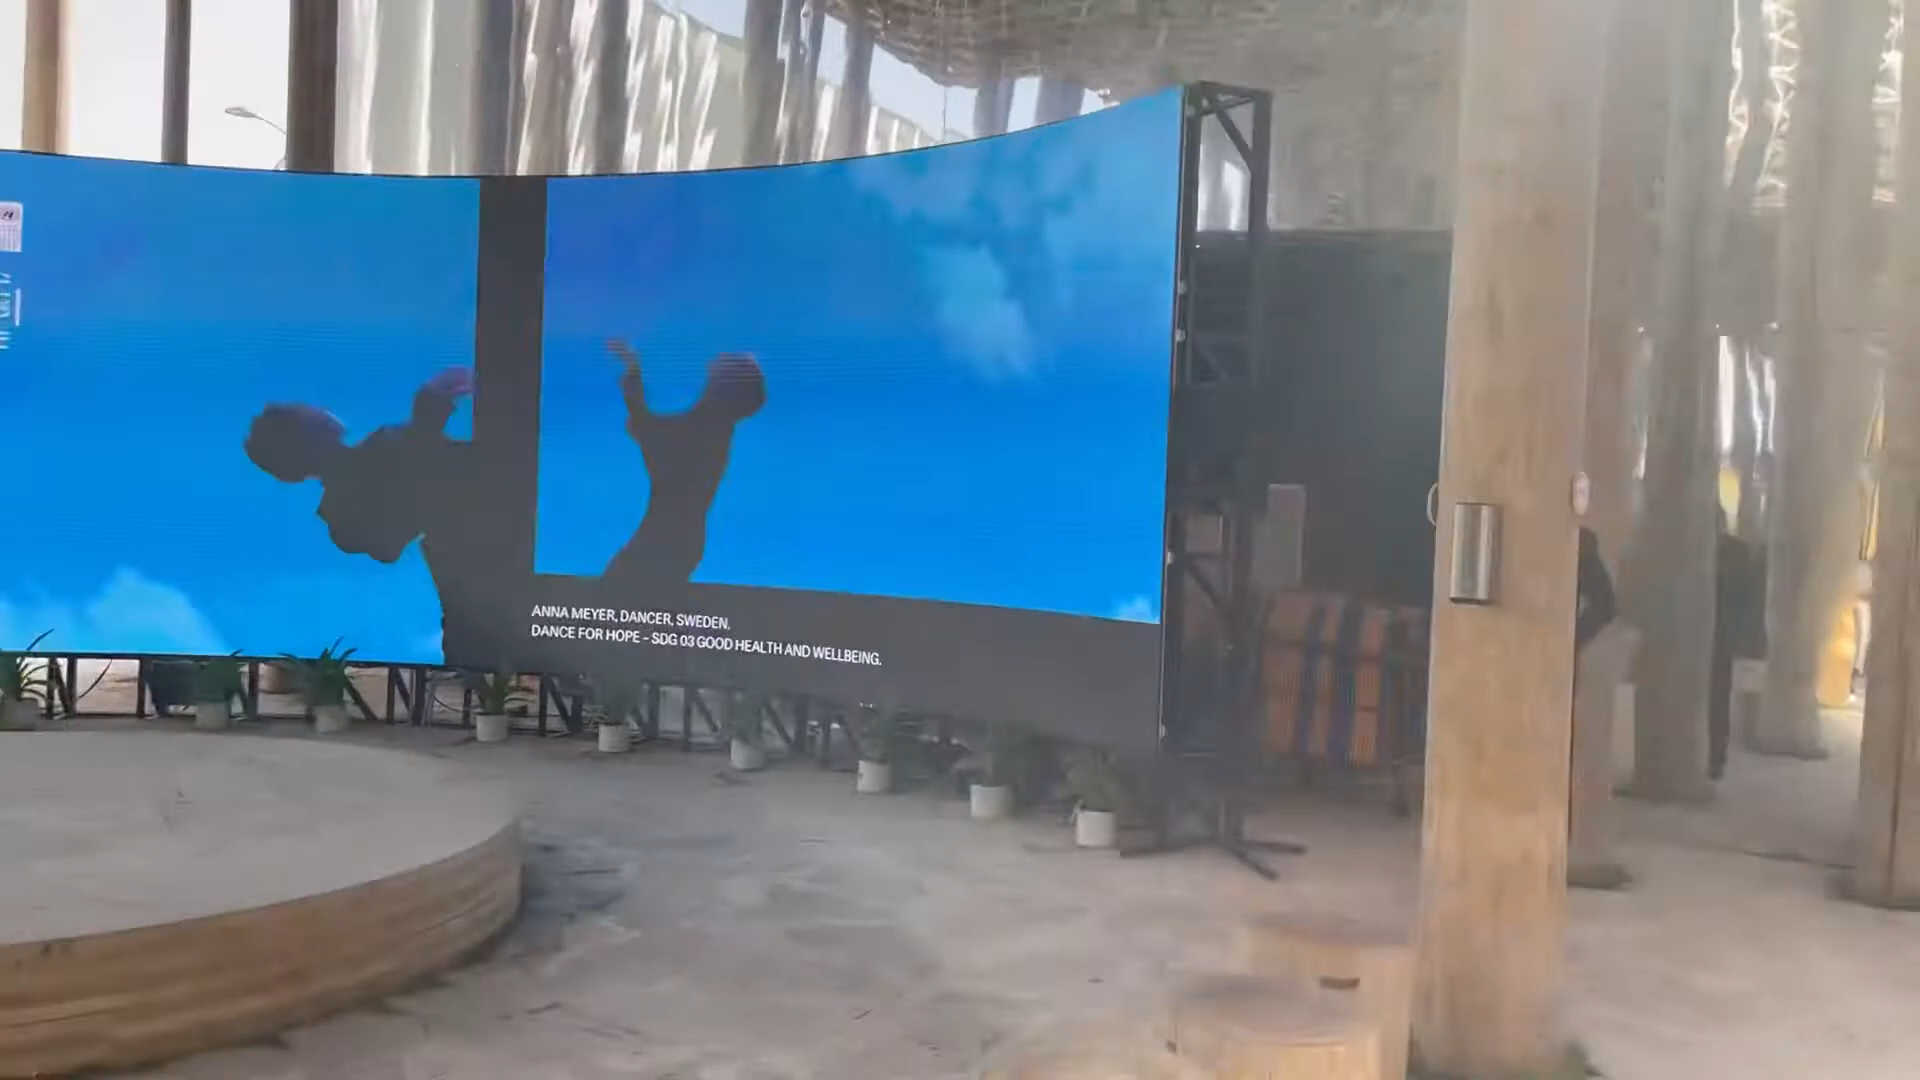 ANNA MEYER, DANCER, SWEDEN.
DANCE FOR HOPE – SDG 03 GOOD HEALTH AND WELLBEING.